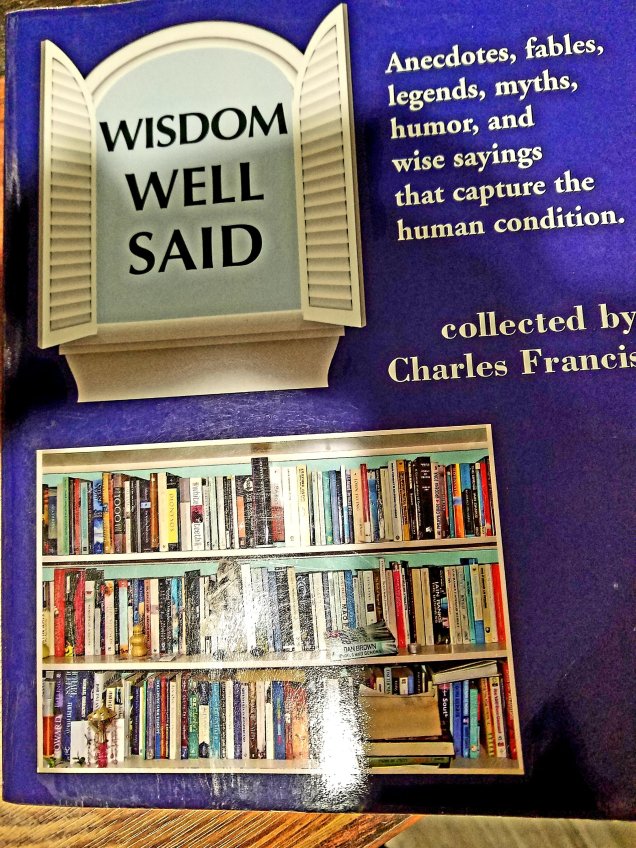 WISDOM
WELL
SAID
Anecdotes, fables,
legends, myths,
humor, and
wise sayings
that capture the
human condition.
collected by
Charles Francis
DAN BROWN